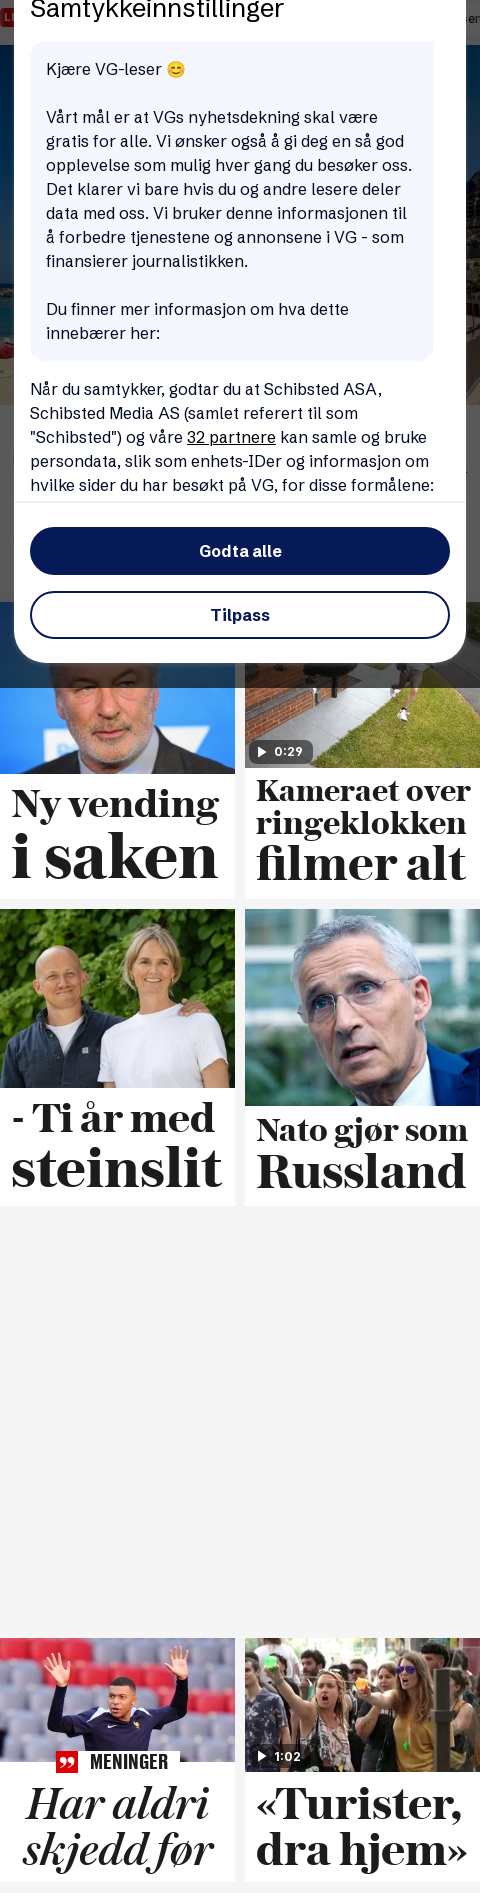 Samtykkeinnstillinger
Kjære VG-leser 😊
Vårt mål er at VGs nyhetsdekning skal være
gratis for alle. Vi ønsker også å gi deg en så god
opplevelse som mulig hver gang du besøker oss.
Det klarer vi bare hvis du og andre lesere deler
data med oss. Vi bruker denne informasjonen til
å forbedre tjenestene og annonsene i VG - som
finansierer journalistikken.
Du finner mer informasjon om hva dette
innebærer her:
Når du samtykker, godtar du at Schibsted ASA,
Schibsted Media AS (samlet referert til som
"Schibsted") og våre 32 partnere kan samle og bruke
persondata, slik som enhets-IDer og informasjon om
hvilke sider du har besøkt på VG, for disse formålene:
Godta alle
Tilpass
Ny vending
i saken
0:29
Kameraet over
ringeklokken
filmer alt
- Ti år med
steinslit
Nato gjør som
Russland
MENINGER
Har aldri
skjedd før
1:02
«Turister,
dra hjem»